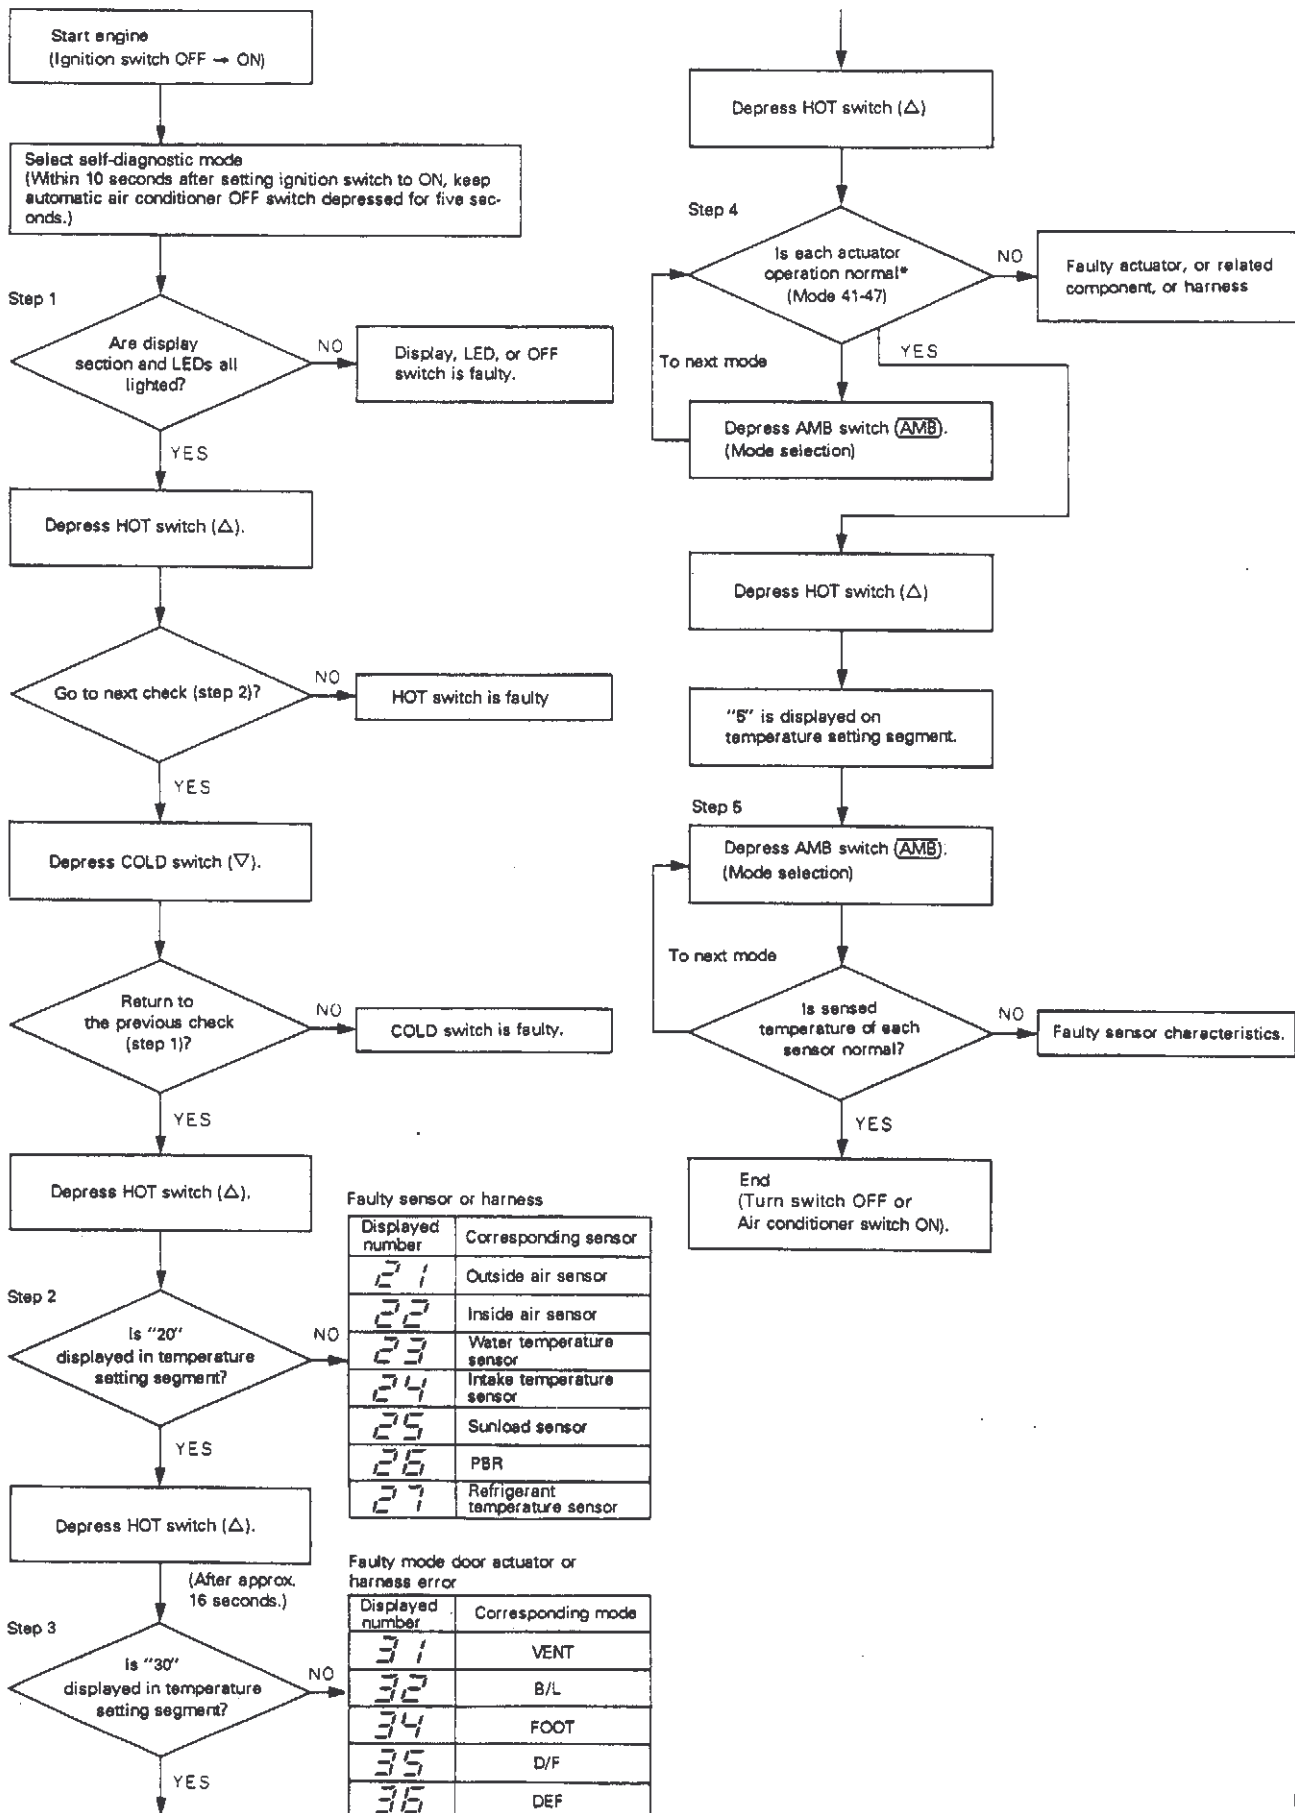 Start engine
(Ignition switch OFF → ON)
Select self-diagnostic mode
(Within 10 seconds after setting ignition switch to ON, keep
automatic air conditioner OFF switch depressed for five sec-
onds.)
Step 1
Are display
section and LEDs all
lighted?
NO
Display, LED, or OFF
switch is faulty.
YES
Depress HOT switch (△).
Go to next check (step 2)?
NO
HOT switch is faulty
YES
Depress COLD switch (▽).
Return to
the previous check
(step 1)?
NO
COLD switch is faulty.
YES
Depress HOT switch (△).
Step 2
Is "20"
displayed in temperature
setting segment?
NO
Faulty sensor or harness
Displayed
number
Corresponding sensor
21 Outside air sensor
22 Inside air sensor
23 Water temperature
sensor
24 Intake temperature
sensor
25 Sunload sensor
26 PBR
27 Refrigerant
temperature sensor
YES
Depress HOT switch (△).
(After approx.
16 seconds.)
Step 3
Is "30"
displayed in temperature
setting segment?
NO
Faulty mode door actuator or
harness error
Displayed
number
Corresponding mode
31 VENT
32 B/L
34 FOOT
35 D/F
36 DEF
YES
Depress HOT switch (△)
Step 4
Is each actuator
operation normal*
(Mode 41-47)
NO
Faulty actuator, or related
component, or harness
YES
To next mode
Depress AMB switch (AMB).
(Mode selection)
Depress HOT switch (△)
"5" is displayed on
temperature setting segment.
Step 5
Depress AMB switch (AMB).
(Mode selection)
To next mode
Is sensed
temperature of each
sensor normal?
NO
Faulty sensor characteristics.
YES
End
(Turn switch OFF or
Air conditioner switch ON).